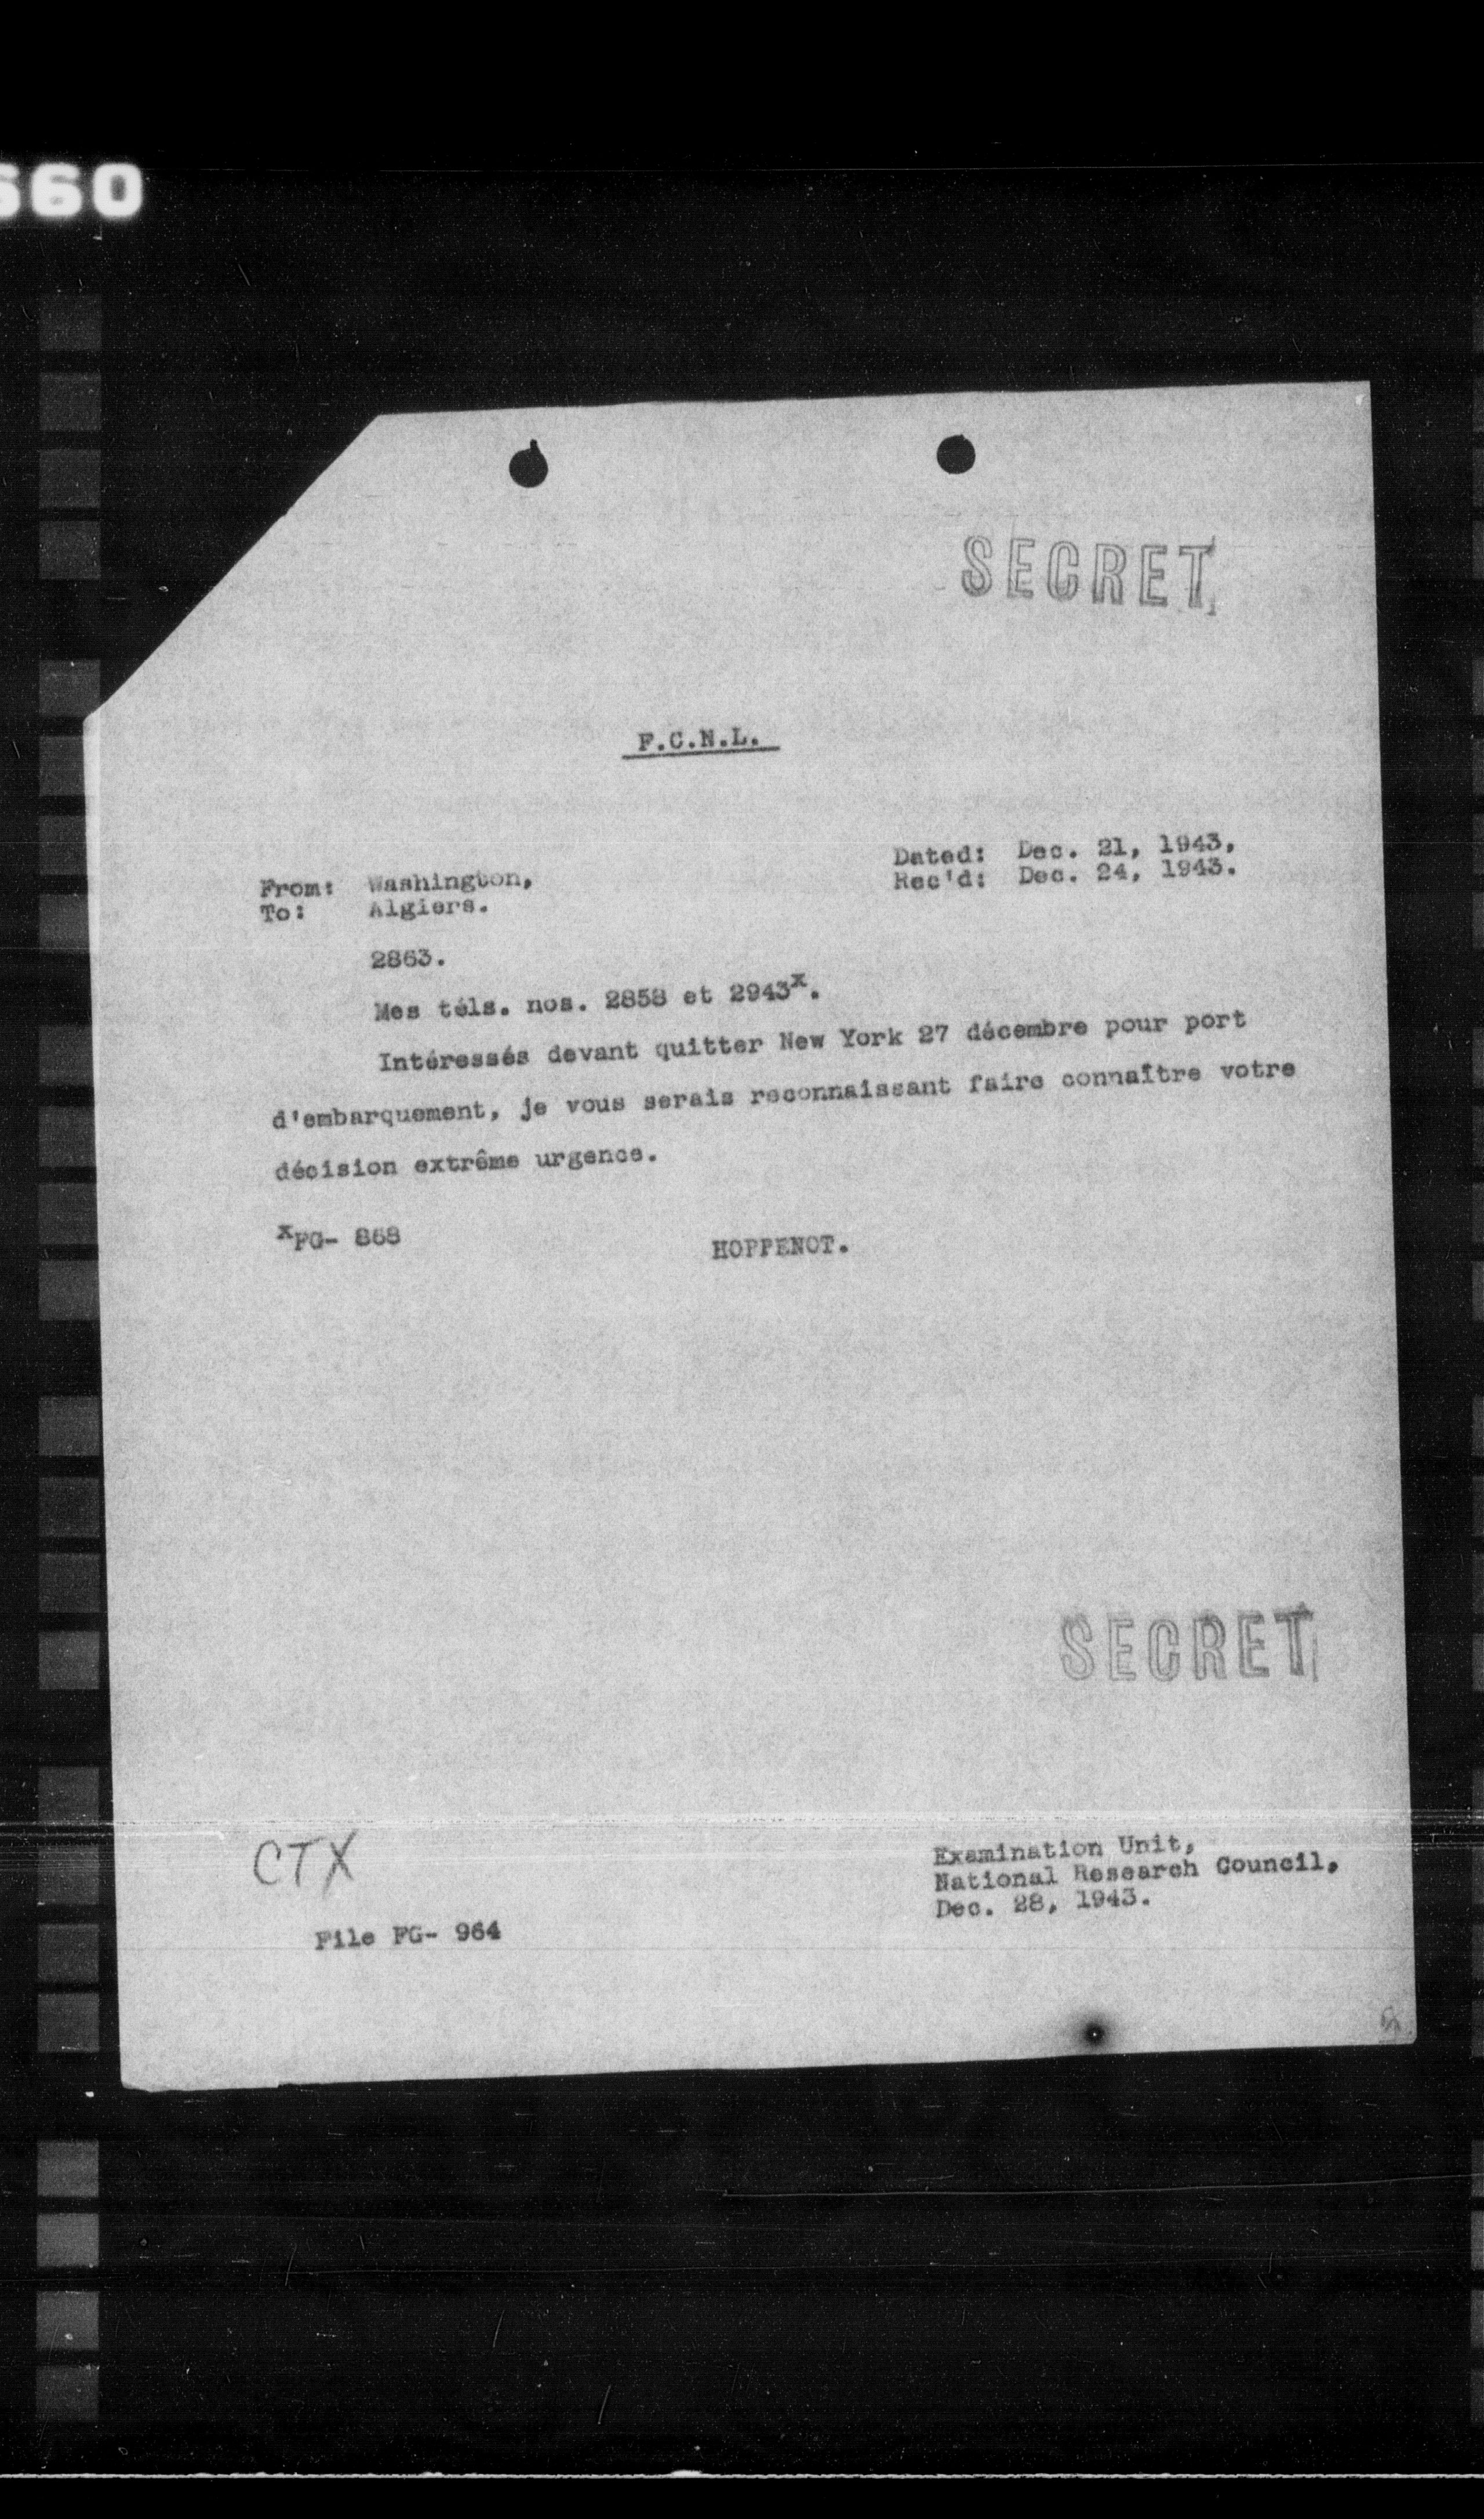 660
SECRET
F.C.N.L.
From: Washington,
To: Algiers.
Dated: Dec. 21, 1943,
Rec'd: Dec. 24, 1943.
2863.
Mes téls. nos. 2858 et 2943x.
Intéressés devant quitter New York 27 décembre pour port
d'embarquement, je vous serais reconnaissant faire connaître votre
décision extrême urgence.
xFG- 868
HOPPENOT.
SECRET
CTX
Examination Unit,
National Research Council,
Dec. 28, 1943.
File FG- 964